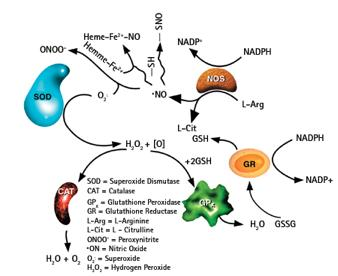 SNO
Heme-Fe²⁺-NO
ONOO⁻
Hemme-Fe²⁺
—SH
NADP⁺
NADPH
NOS
SOD
O₂⁻
•NO
L-Arg
L-Cit
GSH
NADPH
H₂O₂ + [O]
+2GSH
GR
NADP+
CAT
GPₓ
H₂O
GSSG
SOD = Superoxide Dismutase
CAT = Catalase
GPₓ = Glutathione Peroxidase
GR = Glutathione Reductase
L-Arg = L-Arginine
L-Cit = L - Citrulline
ONOO⁻ = Peroxynitrite
•ON = Nitric Oxide
H₂O + O₂
O₂⁻ = Superoxide
H₂O₂ = Hydrogen Peroxide